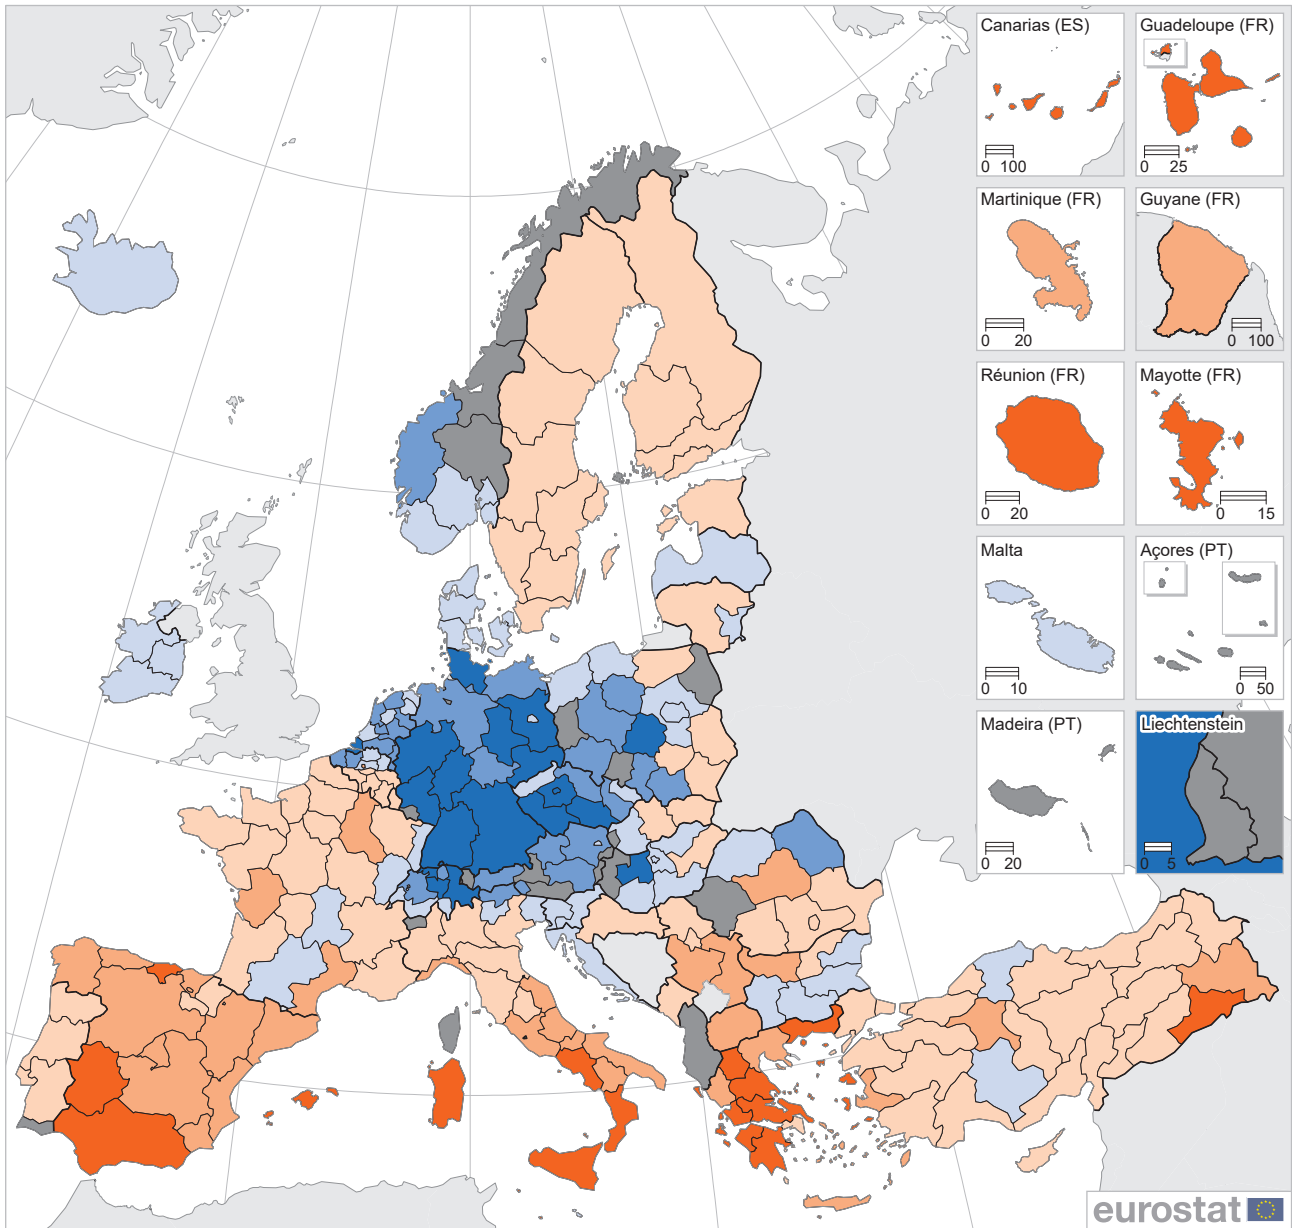 Canarias (ES)
0 100
Guadeloupe (FR)
0 25
Martinique (FR)
0 20
Guyane (FR)
0 100
Réunion (FR)
0 20
Mayotte (FR)
0 15
Malta
0 10
Açores (PT)
0 50
Madeira (PT)
0 20
Liechtenstein
0 5
eurostat